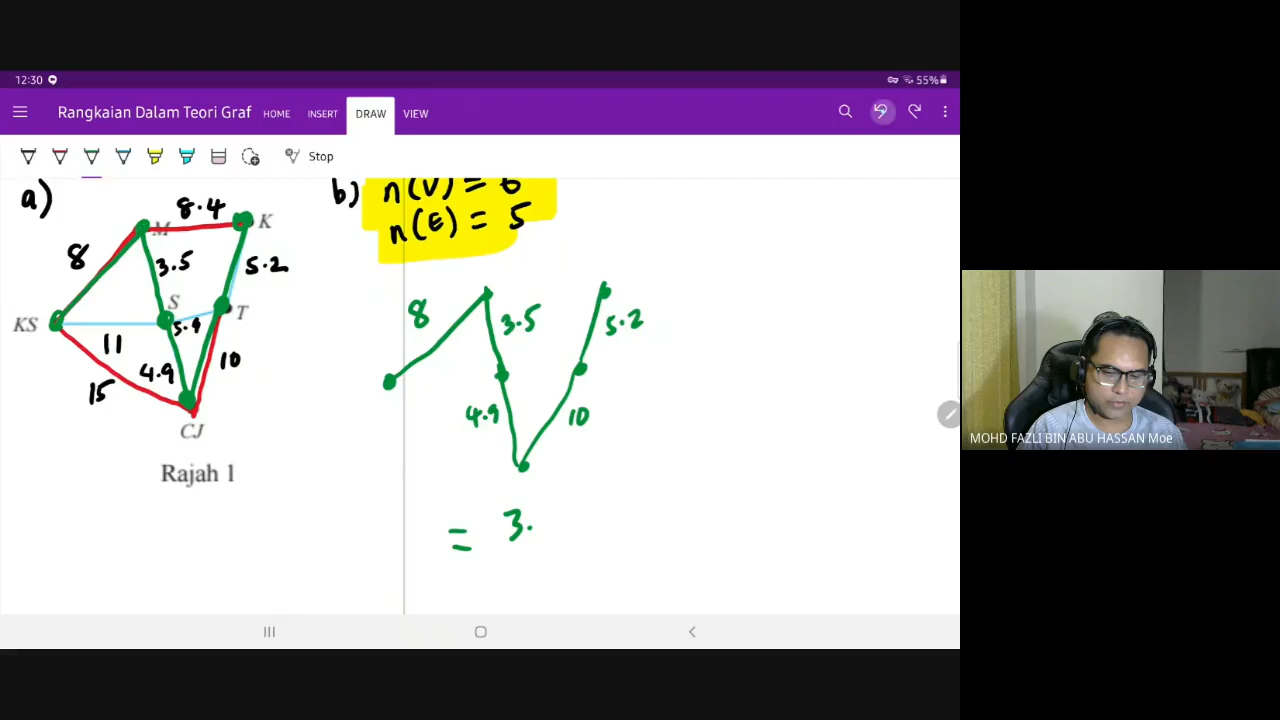 12:30
55%
Rangkaian Dalam Teori Graf HOME INSERT DRAW VIEW
Stop
a)
8.4
M
K
8
3.5
5.2
S
T
KS
5.9
11
4.9
10
15
CJ
Rajah 1
b) n(V) = 6
n(E) = 5
8
3.5
5.2
4.9
10
= 3.
MOHD FAZLI BIN ABU HASSAN Moe